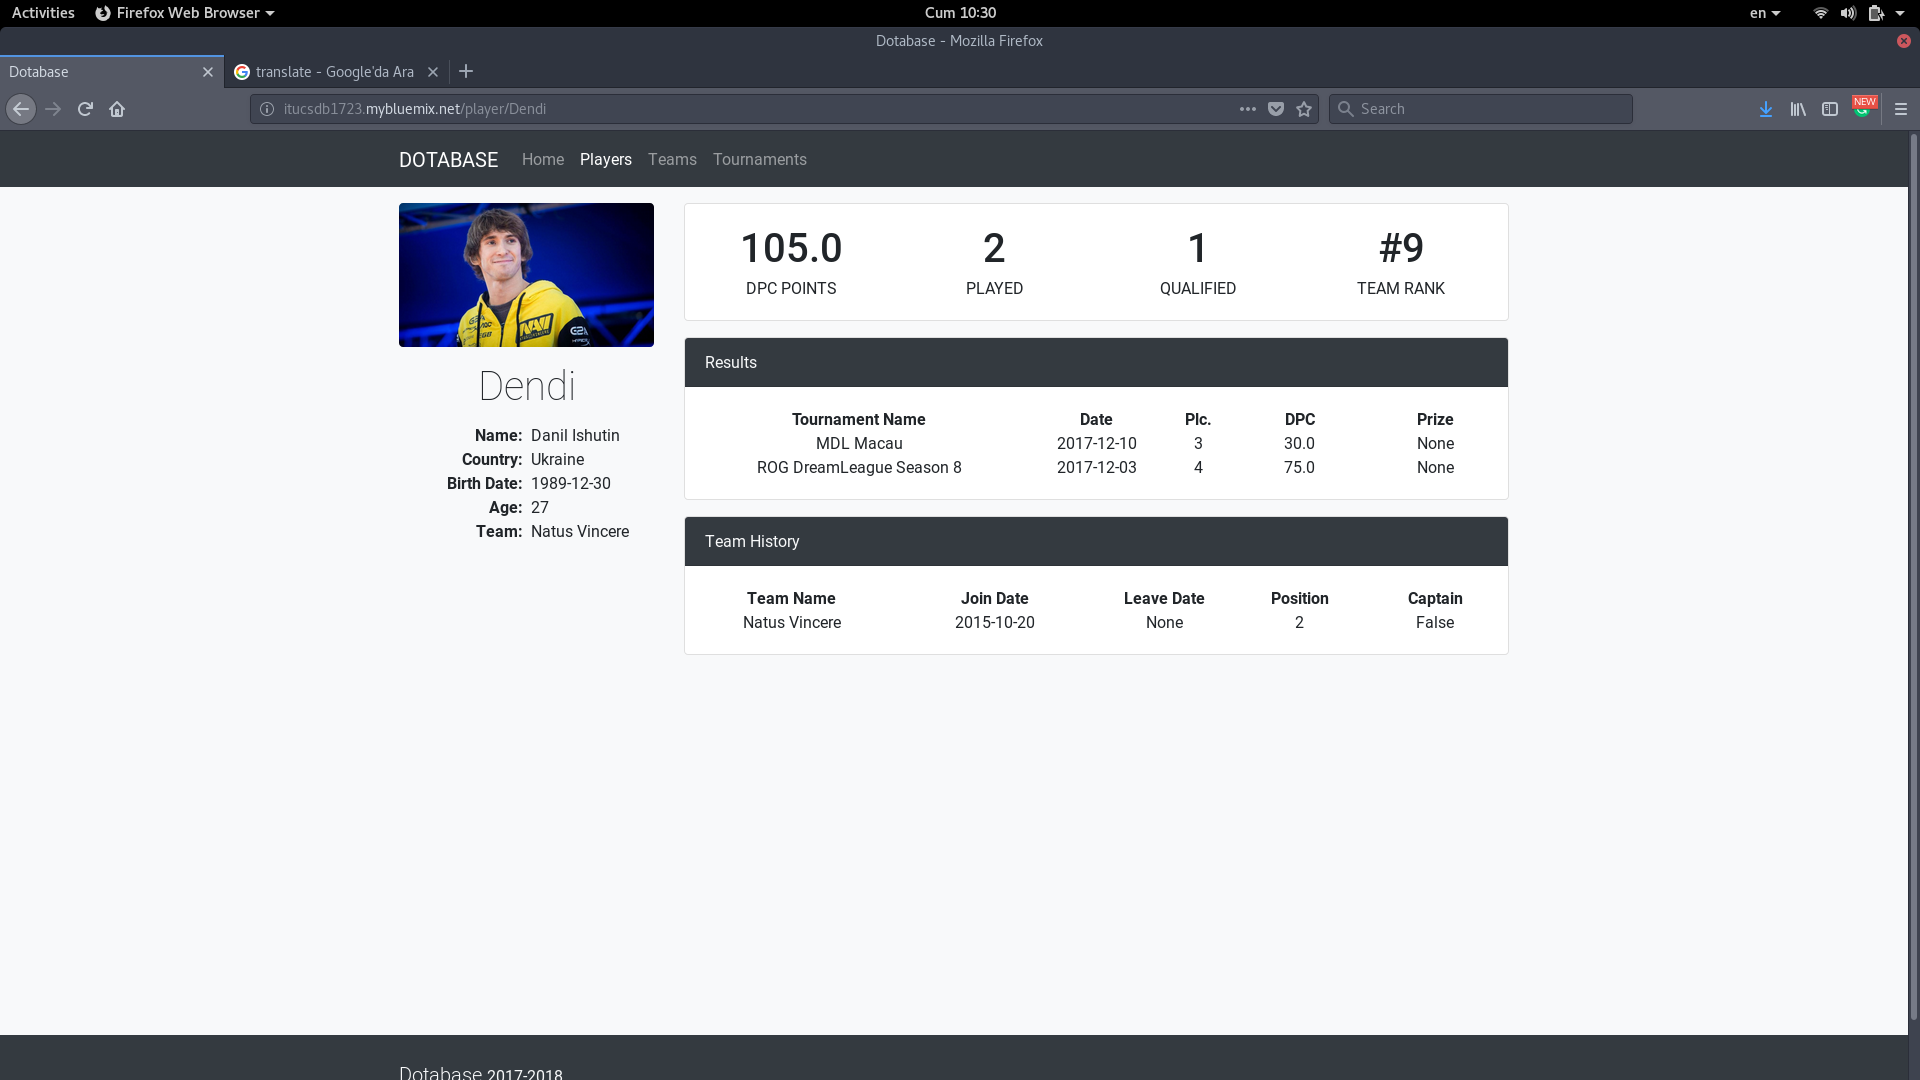 Activities Firefox Web Browser Cum 10:30 en
Dotabase - Mozilla Firefox
Dotabase translate - Google'da Ara
itucsdb1723.mybluemix.net/player/Dendi Search NEW
DOTABASE Home Players Teams Tournaments
105.0 2 1 #9
DPC POINTS PLAYED QUALIFIED TEAM RANK
NAVI
G2A
Dendi
Name: Danil Ishutin
Country: Ukraine
Birth Date: 1989-12-30
Age: 27
Team: Natus Vincere
Results
Tournament Name Date Plc. DPC Prize
MDL Macau 2017-12-10 3 30.0 None
ROG DreamLeague Season 8 2017-12-03 4 75.0 None
Team History
Team Name Join Date Leave Date Position Captain
Natus Vincere 2015-10-20 None 2 False
Dotabase 2017-2018